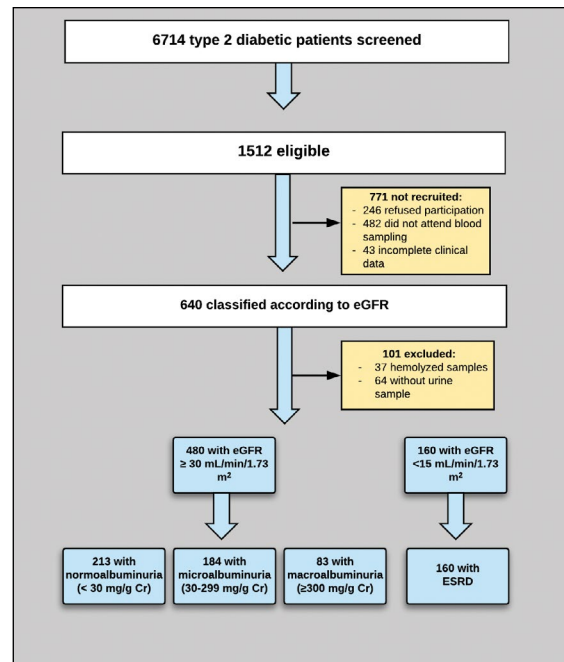 6714 type 2 diabetic patients screened
1512 eligible
771 not recruited:
- 246 refused participation
- 482 did not attend blood
sampling
- 43 incomplete clinical
data
640 classified according to eGFR
101 excluded:
- 37 hemolyzed samples
- 64 without urine
sample
480 with eGFR
≥ 30 mL/min/1.73
m²
160 with eGFR
<15 mL/min/1.73
m²
213 with
normoalbuminuria
(< 30 mg/g Cr)
184 with
microalbuminuria
(30-299 mg/g Cr)
83 with
macroalbuminuria
(≥300 mg/g Cr)
160 with
ESRD